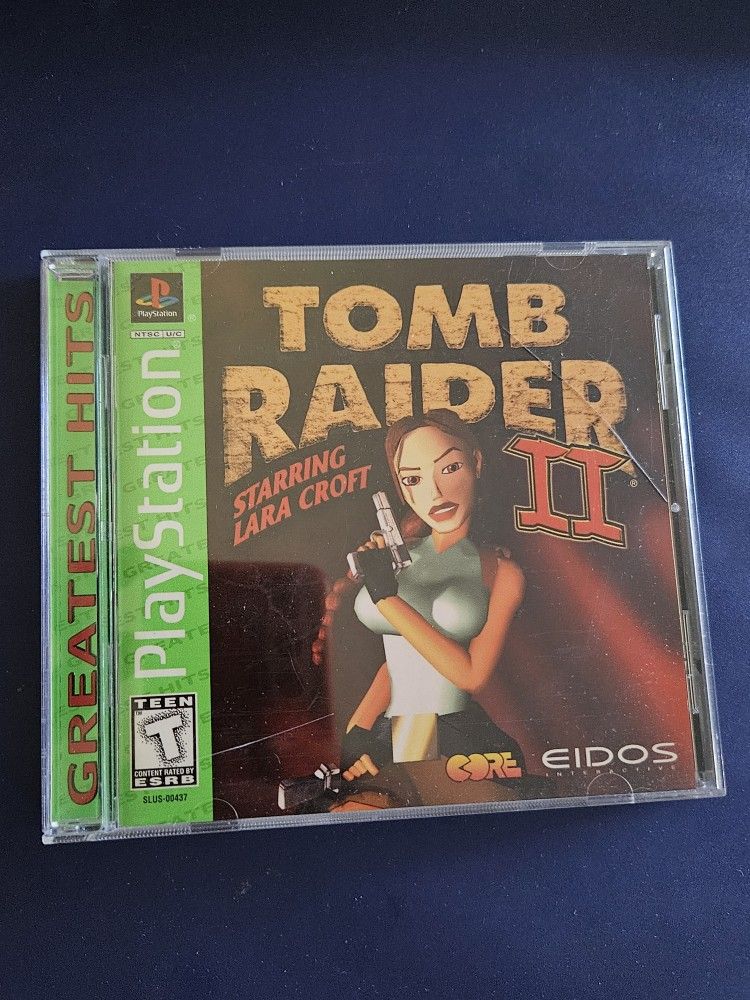 GREATEST HITS
PlayStation
NTSC U/C
PlayStation
TEEN
T
CONTENT RATED BY
ESRB
SLUS-00437
TOMB
RAIDER
II
STARRING
LARA CROFT
CORE
EIDOS
INTERACTIVE